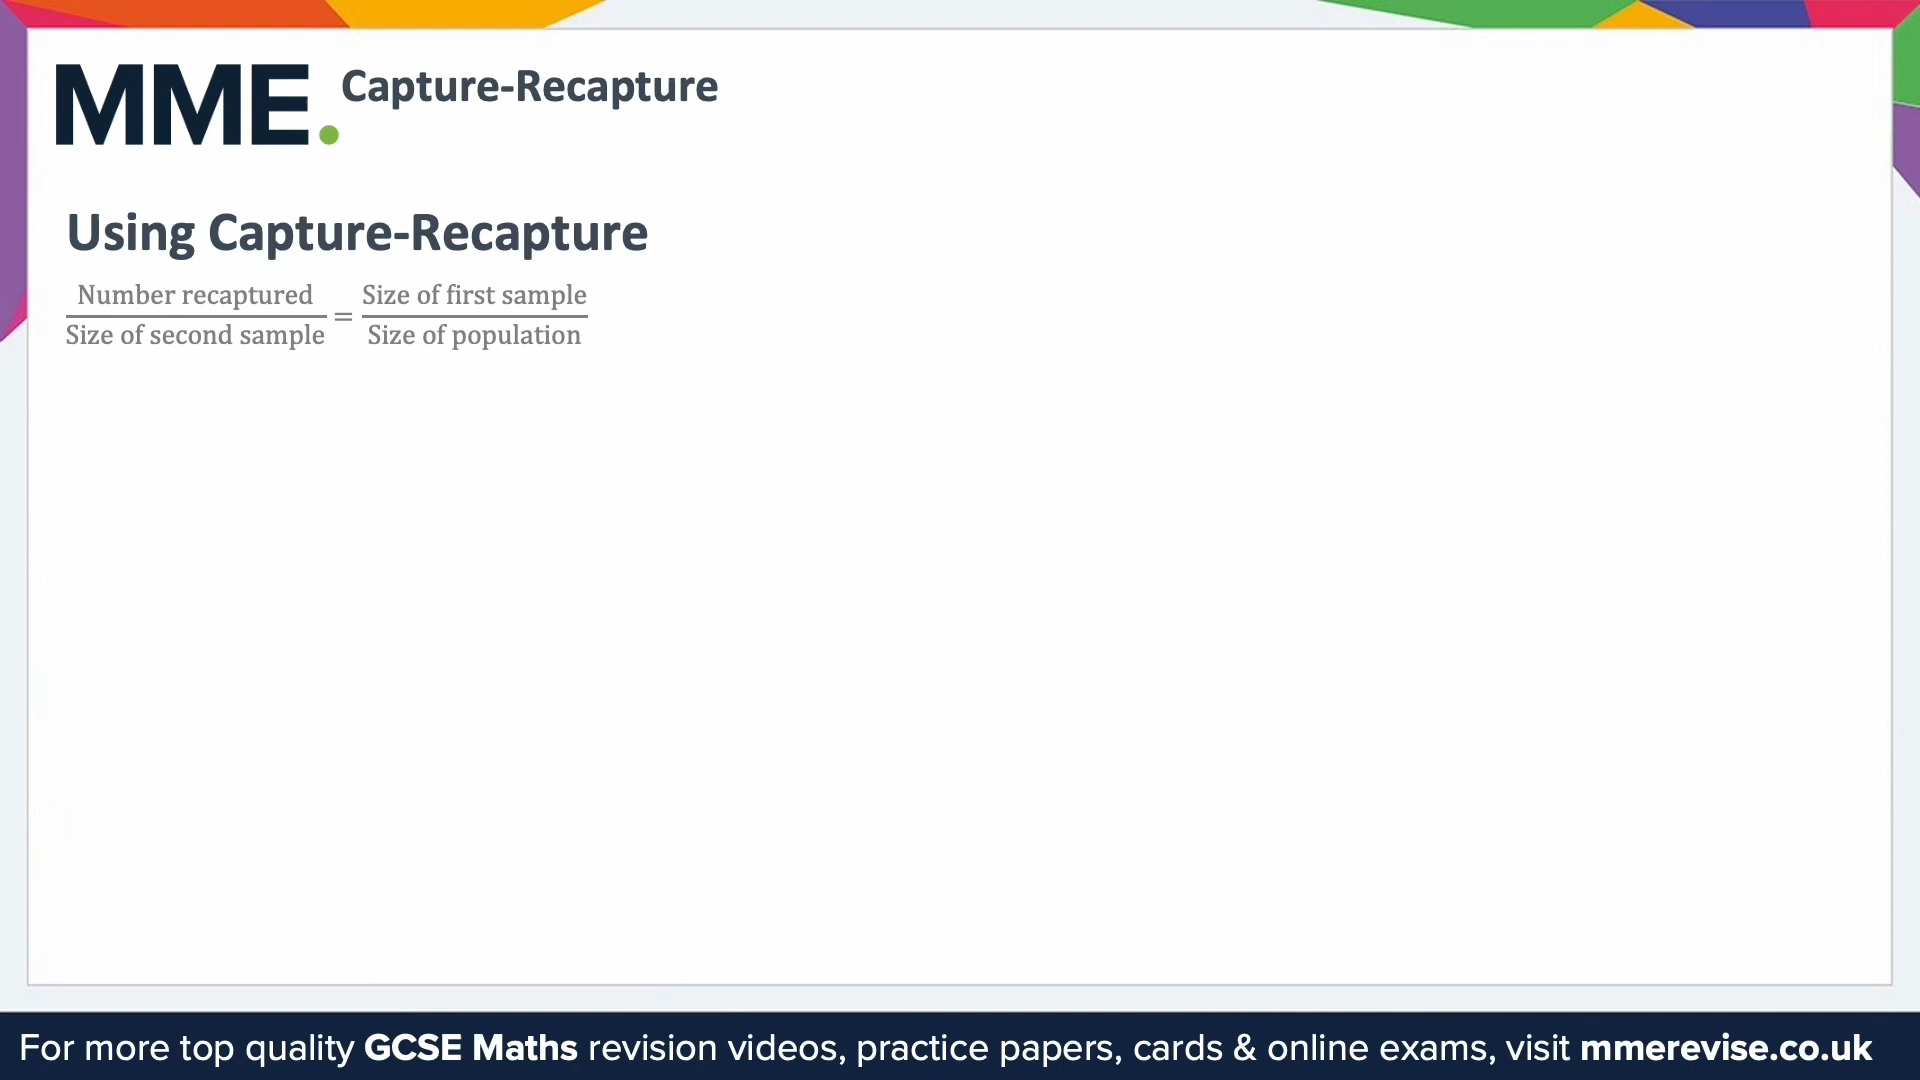 MME.
Capture-Recapture
Using Capture-Recapture
Number recaptured / Size of second sample = Size of first sample / Size of population
For more top quality GCSE Maths revision videos, practice papers, cards & online exams, visit mmerevise.co.uk